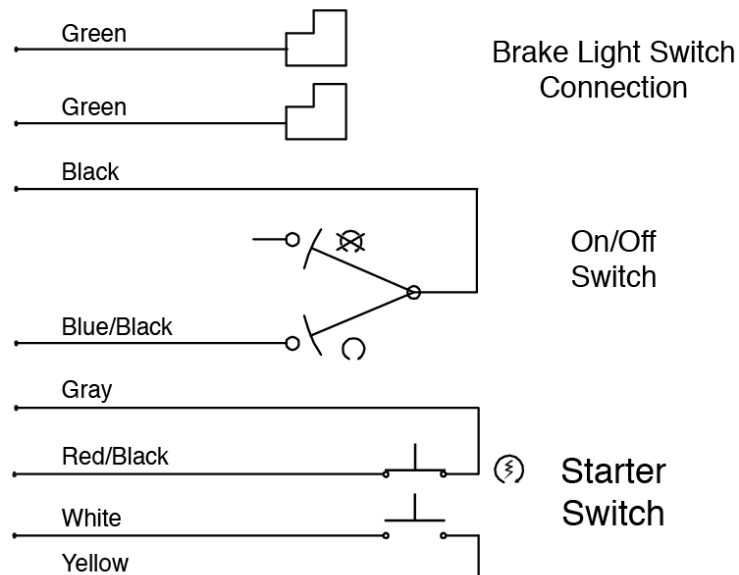 Green
Brake Light Switch
Connection
Green
Black
On/Off
Switch
Blue/Black
Gray
Red/Black
Starter
Switch
White
Yellow